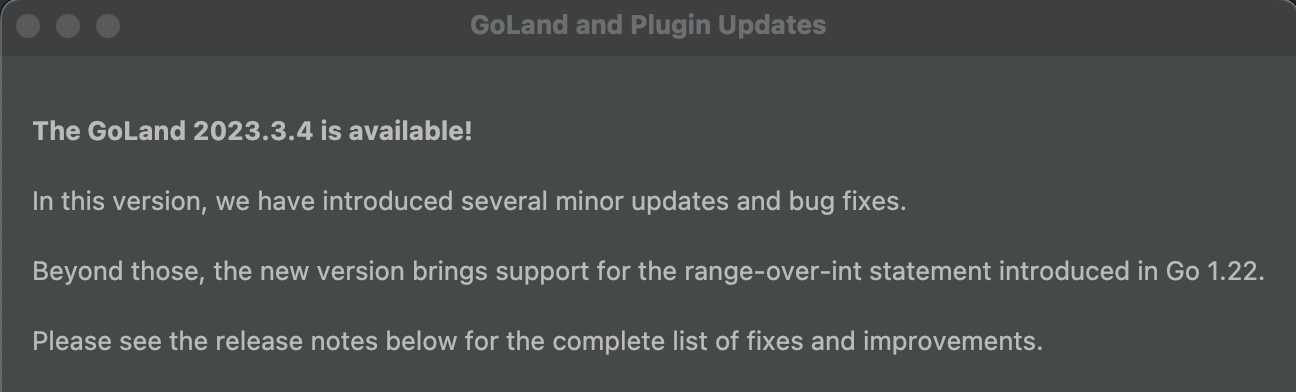 GoLand and Plugin Updates
The GoLand 2023.3.4 is available!
In this version, we have introduced several minor updates and bug fixes.
Beyond those, the new version brings support for the range-over-int statement introduced in Go 1.22.
Please see the release notes below for the complete list of fixes and improvements.